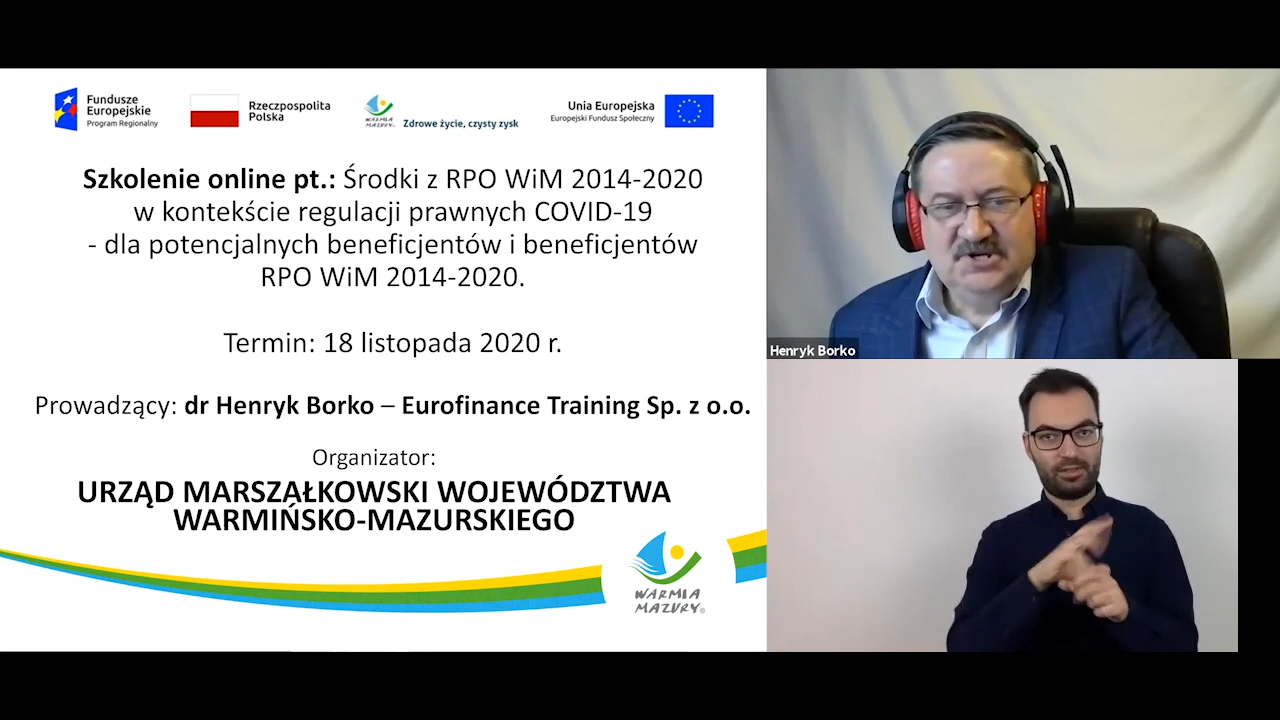 Fundusze
Europejskie
Program Regionalny
Rzeczpospolita
Polska
WARMIA
MAZURY
Zdrowe życie, czysty zysk
Unia Europejska
Europejski Fundusz Społeczny
Szkolenie online pt.: Środki z RPO WiM 2014-2020
w kontekście regulacji prawnych COVID-19
- dla potencjalnych beneficjentów i beneficjentów
RPO WiM 2014-2020.
Termin: 18 listopada 2020 r.
Prowadzący: dr Henryk Borko – Eurofinance Training Sp. z o.o.
Organizator:
URZĄD MARSZAŁKOWSKI WOJEWÓDZTWA
WARMIŃSKO-MAZURSKIEGO
WARMIA
MAZURY®
Henryk Borko